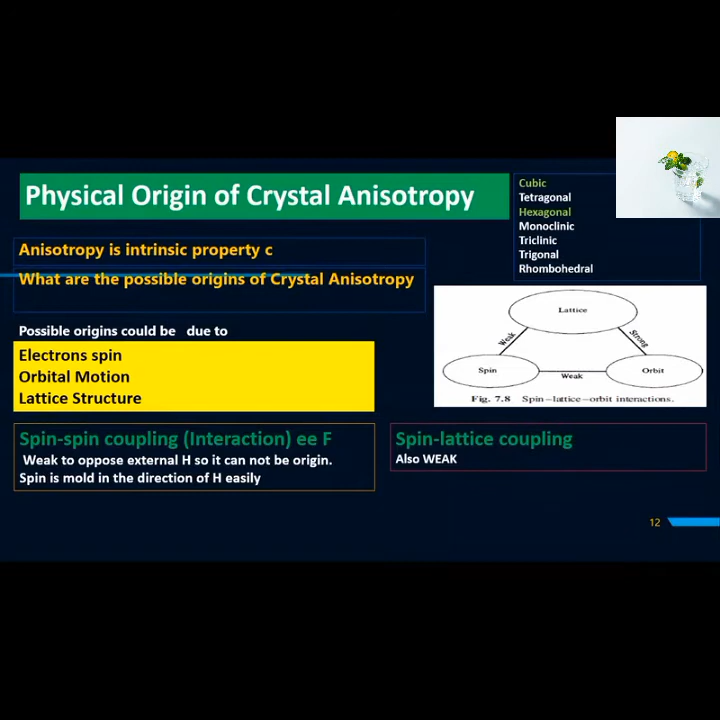 Physical Origin of Crystal Anisotropy
Cubic
Tetragonal
Hexagonal
Monoclinic
Triclinic
Trigonal
Rhombohedral
Anisotropy is intrinsic property c
What are the possible origins of Crystal Anisotropy
Possible origins could be due to
Electrons spin
Orbital Motion
Lattice Structure
Lattice
Weak
Strong
Spin
Weak
Orbit
Fig. 7.8 Spin-lattice-orbit interactions.
Spin-spin coupling (Interaction) ee F
Weak to oppose external H so it can not be origin.
Spin is mold in the direction of H easily
Spin-lattice coupling
Also WEAK
12